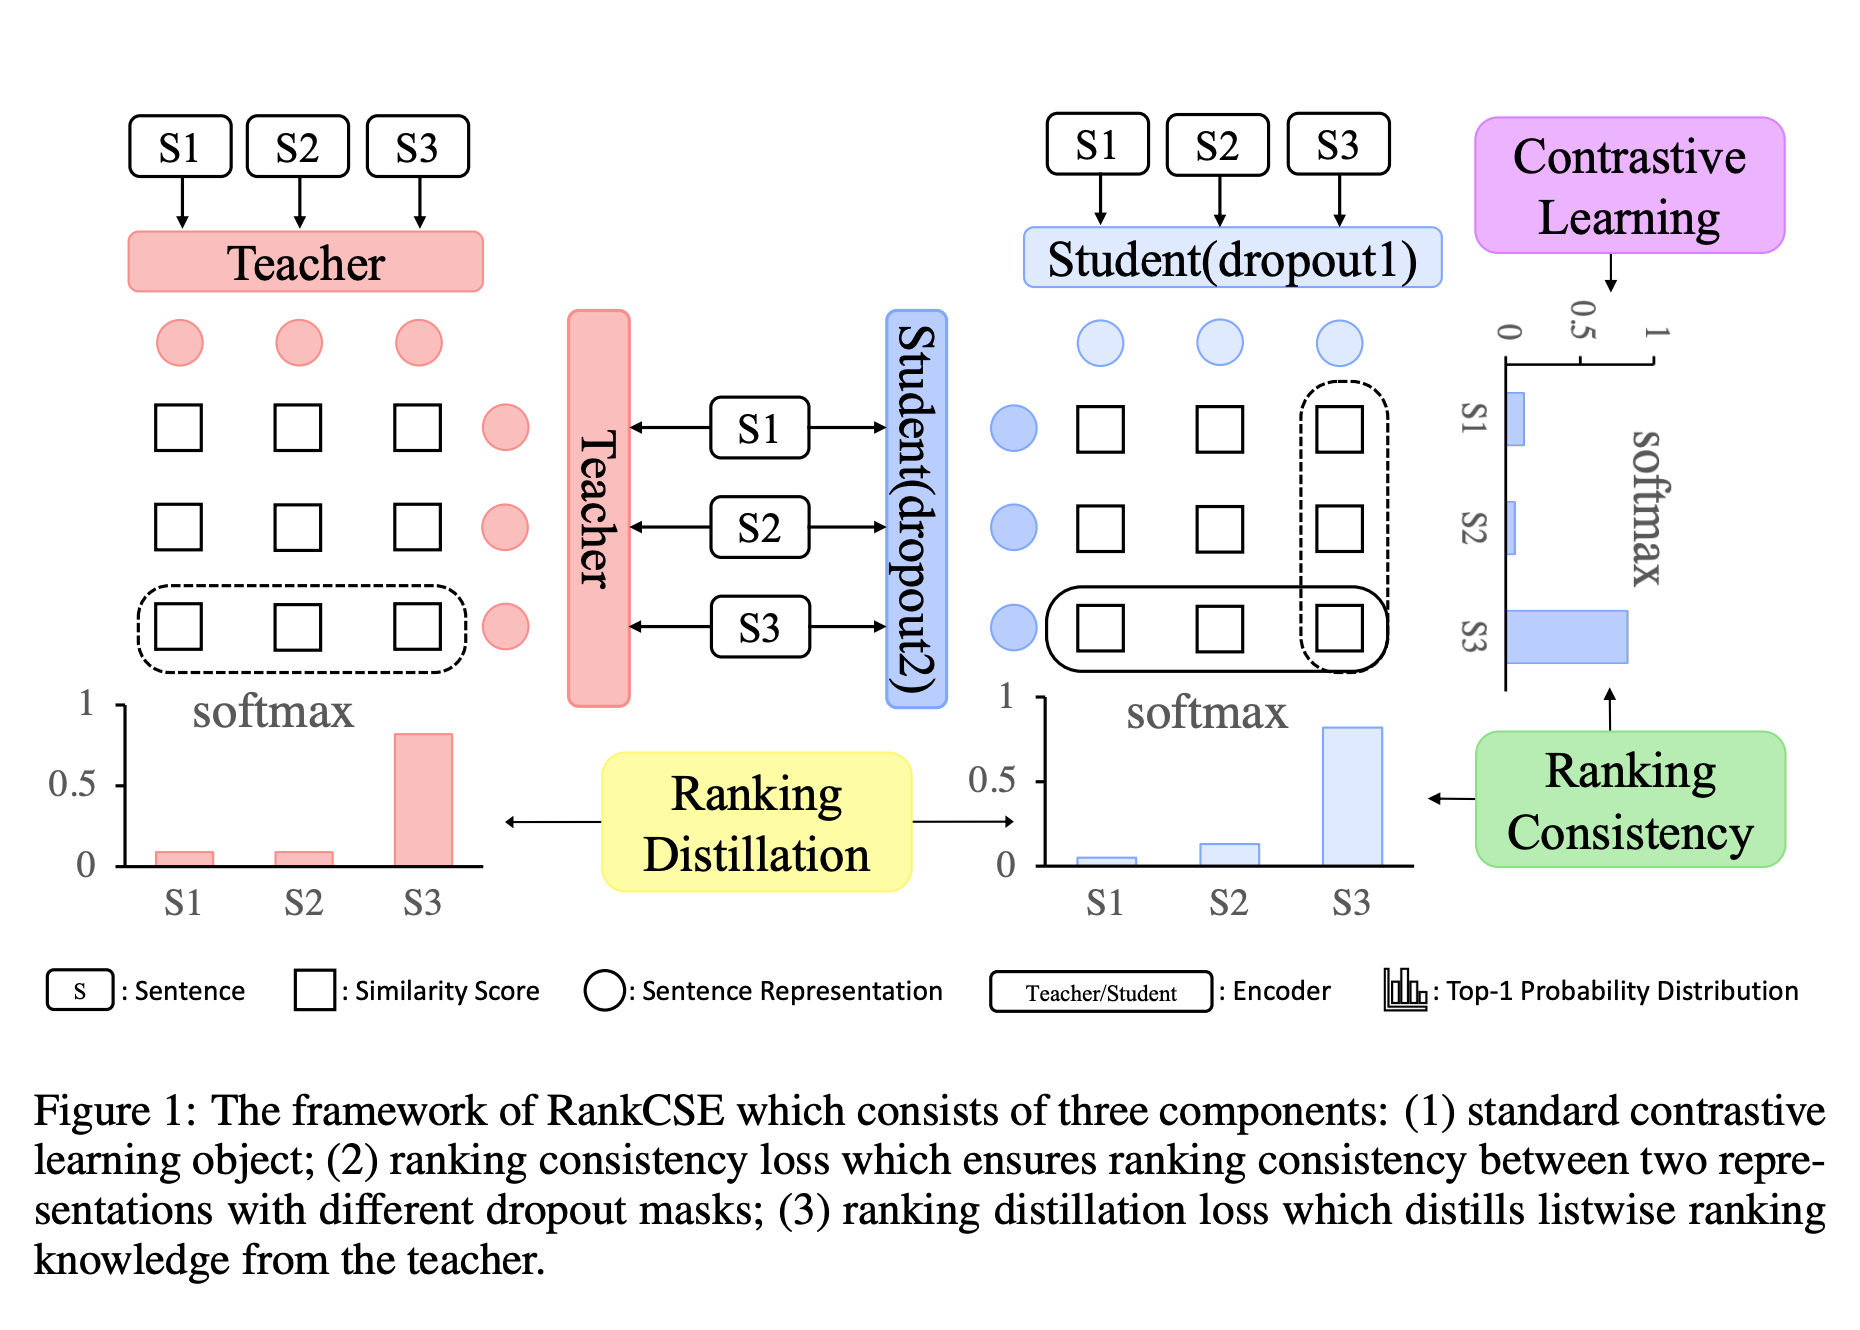 S1 S2 S3
Teacher
S1 S2 S3
Student(dropout1)
Contrastive
Learning
Teacher
S1
S2
S3
Student(dropout2)
0 0.5 1
S1
S2
S3
softmax
softmax
1
0.5
0
S1 S2 S3
Ranking
Distillation
softmax
1
0.5
0
S1 S2 S3
Ranking
Consistency
S : Sentence
: Similarity Score
: Sentence Representation
Teacher/Student : Encoder
: Top-1 Probability Distribution
Figure 1: The framework of RankCSE which consists of three components: (1) standard contrastive
learning object; (2) ranking consistency loss which ensures ranking consistency between two repre-
sentations with different dropout masks; (3) ranking distillation loss which distills listwise ranking
knowledge from the teacher.